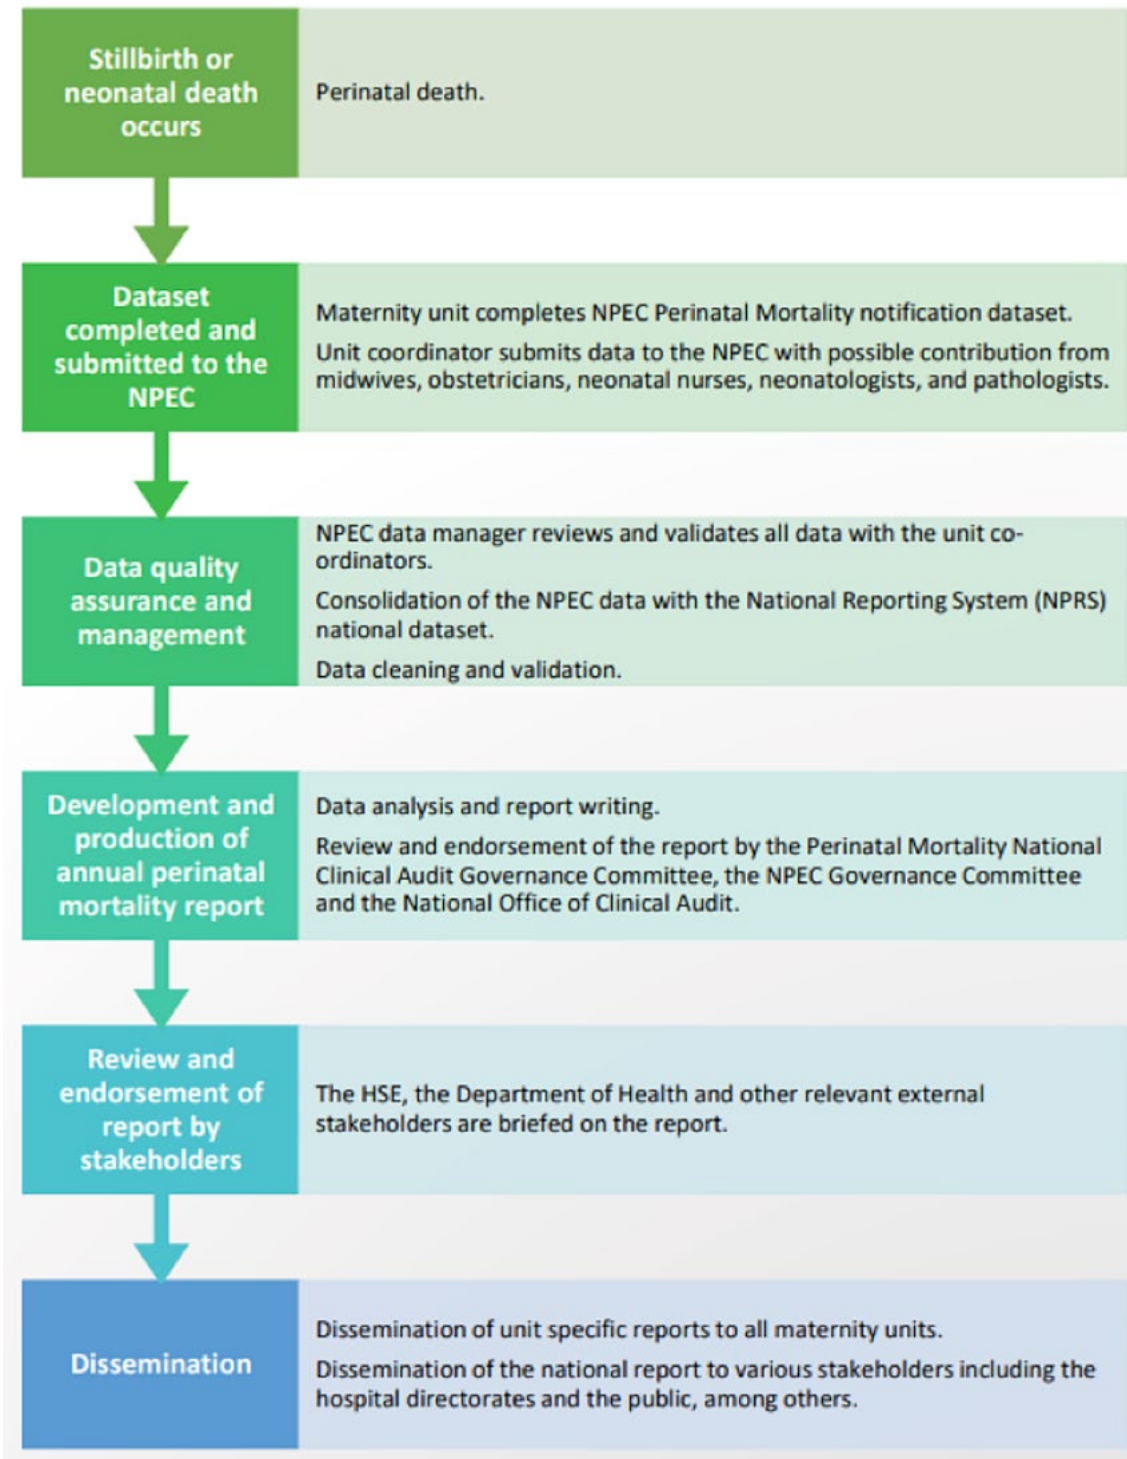 Stillbirth or
neonatal death
occurs
Perinatal death.
Dataset
completed and
submitted to the
NPEC
Maternity unit completes NPEC Perinatal Mortality notification dataset.
Unit coordinator submits data to the NPEC with possible contribution from
midwives, obstetricians, neonatal nurses, neonatologists, and pathologists.
Data quality
assurance and
management
NPEC data manager reviews and validates all data with the unit co-
ordinators.
Consolidation of the NPEC data with the National Reporting System (NPRS)
national dataset.
Data cleaning and validation.
Development and
production of
annual perinatal
mortality report
Data analysis and report writing.
Review and endorsement of the report by the Perinatal Mortality National
Clinical Audit Governance Committee, the NPEC Governance Committee
and the National Office of Clinical Audit.
Review and
endorsement of
report by
stakeholders
The HSE, the Department of Health and other relevant external
stakeholders are briefed on the report.
Dissemination
Dissemination of unit specific reports to all maternity units.
Dissemination of the national report to various stakeholders including the
hospital directorates and the public, among others.